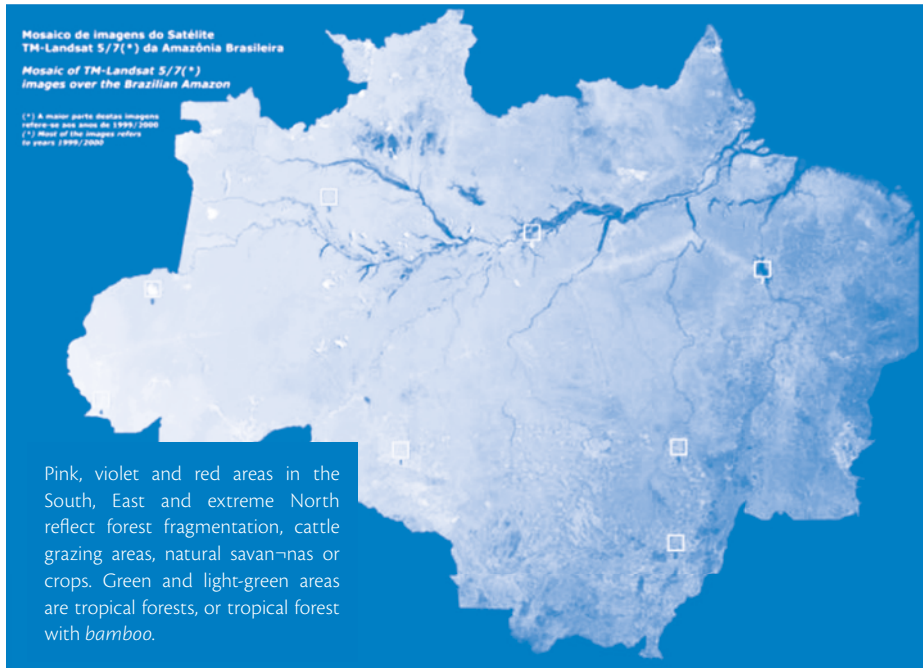 Mosaico de imagens do Satélite
TM-Landsat 5/7(*) da Amazônia Brasileira
Mosaic of TM-Landsat 5/7(*)
images over the Brazilian Amazon
(*) A maior parte destas imagens
refere-se aos anos de 1999/2000
(*) Most of the images refers
to years 1999/2000
Pink, violet and red areas in the
South, East and extreme North
reflect forest fragmentation, cattle
grazing areas, natural savan¬nas or
crops. Green and light-green areas
are tropical forests, or tropical forest
with bamboo.